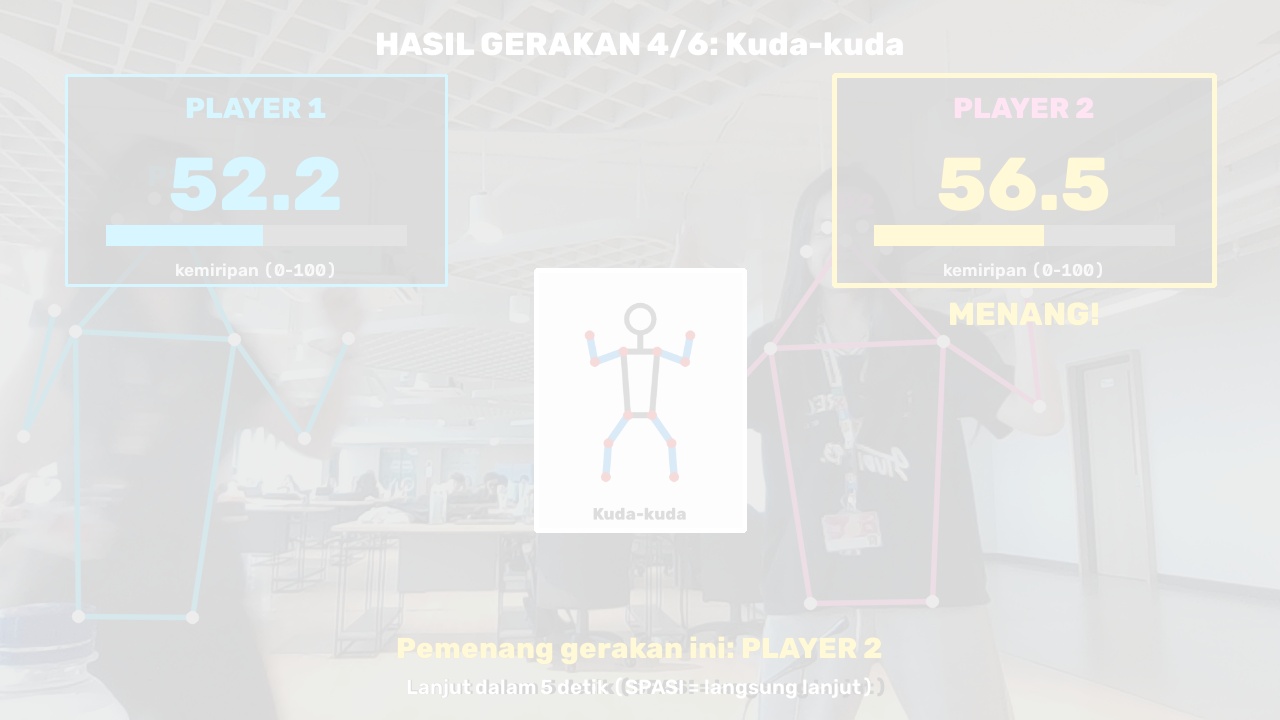 HASIL GERAKAN 4/6: Kuda-kuda
PLAYER 1
52.2
kemiripan (0-100)
PLAYER 2
56.5
kemiripan (0-100)
MENANG!
Kuda-kuda
Pemenang gerakan ini: PLAYER 2
Lanjut dalam 5 detik (SPASI = langsung lanjut)